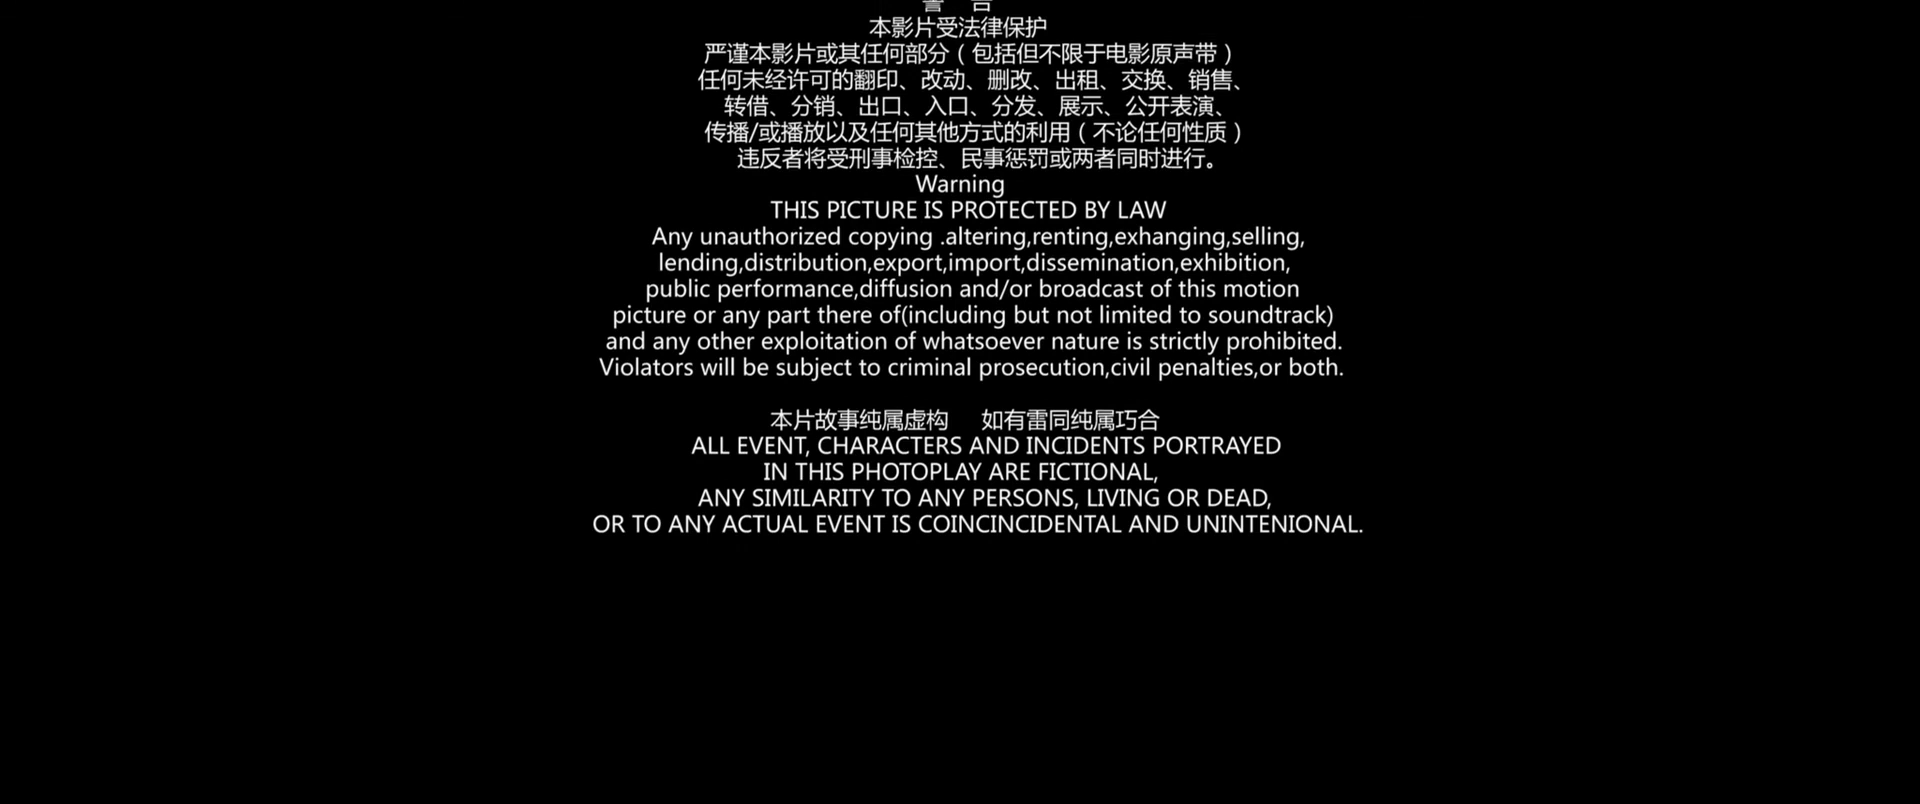 警 告
本影片受法律保护
严谨本影片或其任何部分（包括但不限于电影原声带）
任何未经许可的翻印、改动、删改、出租、交换、销售、
转借、分销、出口、入口、分发、展示、公开表演、
传播/或播放以及任何其他方式的利用（不论任何性质）
违反者将受刑事检控、民事惩罚或两者同时进行。
Warning
THIS PICTURE IS PROTECTED BY LAW
Any unauthorized copying .altering,renting,exhanging,selling,
lending,distribution,export,import,dissemination,exhibition,
public performance,diffusion and/or broadcast of this motion
picture or any part there of(including but not limited to soundtrack)
and any other exploitation of whatsoever nature is strictly prohibited.
Violators will be subject to criminal prosecution,civil penalties,or both.
本片故事纯属虚构 如有雷同纯属巧合
ALL EVENT, CHARACTERS AND INCIDENTS PORTRAYED
IN THIS PHOTOPLAY ARE FICTIONAL,
ANY SIMILARITY TO ANY PERSONS, LIVING OR DEAD,
OR TO ANY ACTUAL EVENT IS COINCINCIDENTAL AND UNINTENIONAL.